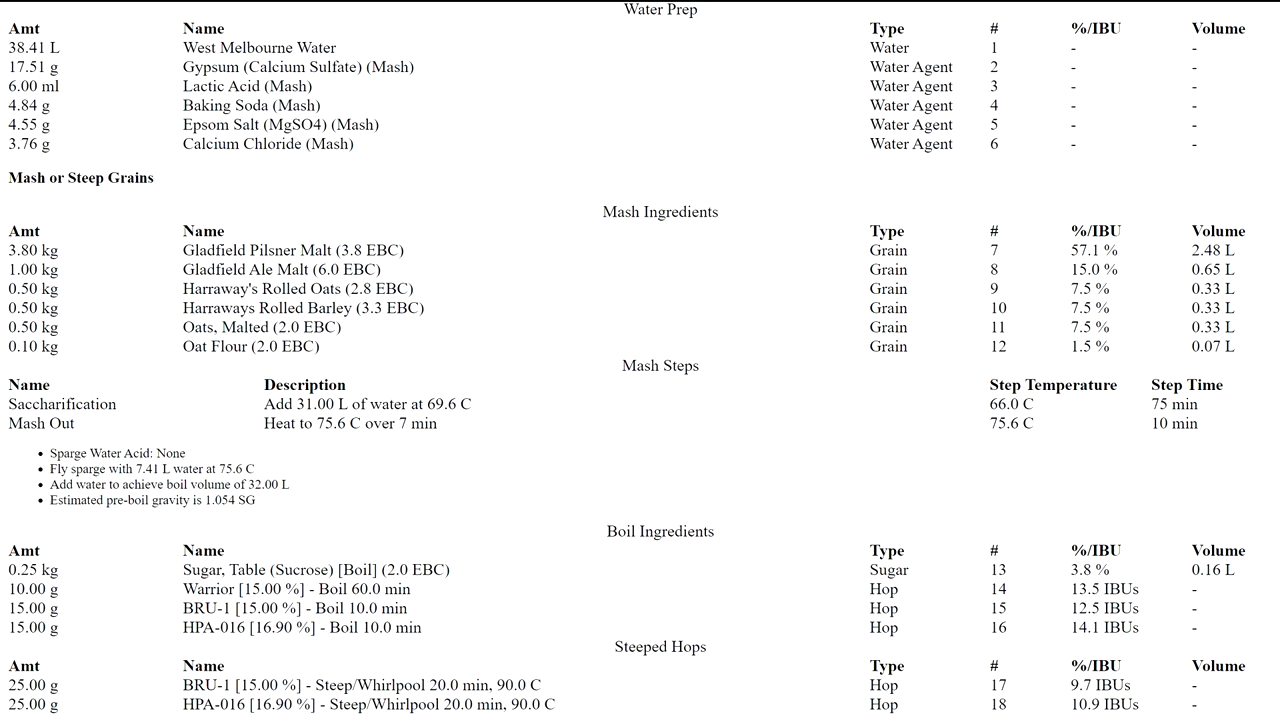 Water Prep
Amt Name Type # %/IBU Volume
38.41 L West Melbourne Water Water 1 - -
17.51 g Gypsum (Calcium Sulfate) (Mash) Water Agent 2 - -
6.00 ml Lactic Acid (Mash) Water Agent 3 - -
4.84 g Baking Soda (Mash) Water Agent 4 - -
4.55 g Epsom Salt (MgSO4) (Mash) Water Agent 5 - -
3.76 g Calcium Chloride (Mash) Water Agent 6 - -
Mash or Steep Grains
Mash Ingredients
Amt Name Type # %/IBU Volume
3.80 kg Gladfield Pilsner Malt (3.8 EBC) Grain 7 57.1 % 2.48 L
1.00 kg Gladfield Ale Malt (6.0 EBC) Grain 8 15.0 % 0.65 L
0.50 kg Harraway's Rolled Oats (2.8 EBC) Grain 9 7.5 % 0.33 L
0.50 kg Harraways Rolled Barley (3.3 EBC) Grain 10 7.5 % 0.33 L
0.50 kg Oats, Malted (2.0 EBC) Grain 11 7.5 % 0.33 L
0.10 kg Oat Flour (2.0 EBC) Grain 12 1.5 % 0.07 L
Mash Steps
Name Description Step Temperature Step Time
Saccharification Add 31.00 L of water at 69.6 C 66.0 C 75 min
Mash Out Heat to 75.6 C over 7 min 75.6 C 10 min
• Sparge Water Acid: None
• Fly sparge with 7.41 L water at 75.6 C
• Add water to achieve boil volume of 32.00 L
• Estimated pre-boil gravity is 1.054 SG
Boil Ingredients
Amt Name Type # %/IBU Volume
0.25 kg Sugar, Table (Sucrose) [Boil] (2.0 EBC) Sugar 13 3.8 % 0.16 L
10.00 g Warrior [15.00 %] - Boil 60.0 min Hop 14 13.5 IBUs -
15.00 g BRU-1 [15.00 %] - Boil 10.0 min Hop 15 12.5 IBUs -
15.00 g HPA-016 [16.90 %] - Boil 10.0 min Hop 16 14.1 IBUs -
Steeped Hops
Amt Name Type # %/IBU Volume
25.00 g BRU-1 [15.00 %] - Steep/Whirlpool 20.0 min, 90.0 C Hop 17 9.7 IBUs -
25.00 g HPA-016 [16.90 %] - Steep/Whirlpool 20.0 min, 90.0 C Hop 18 10.9 IBUs -